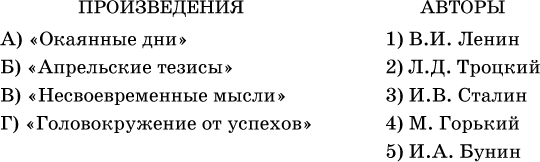 ПРОИЗВЕДЕНИЯ АВТОРЫ
А) «Окаянные дни» 1) В.И. Ленин
Б) «Апрельские тезисы» 2) Л.Д. Троцкий
В) «Несвоевременные мысли» 3) И.В. Сталин
Г) «Головокружение от успехов» 4) М. Горький
5) И.А. Бунин